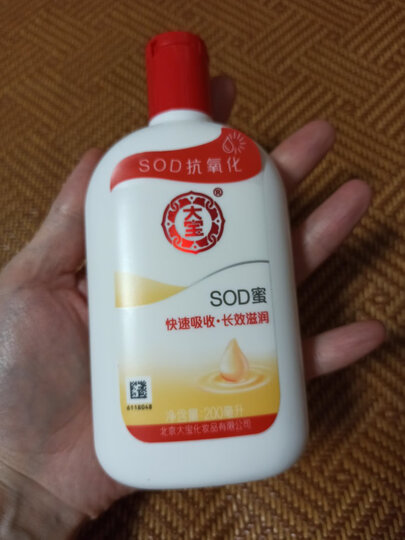 SOD抗氧化
大宝
®
SOD蜜
快速吸收·长效滋润
6118048
净含量:200毫升
北京大宝化妆品有限公司